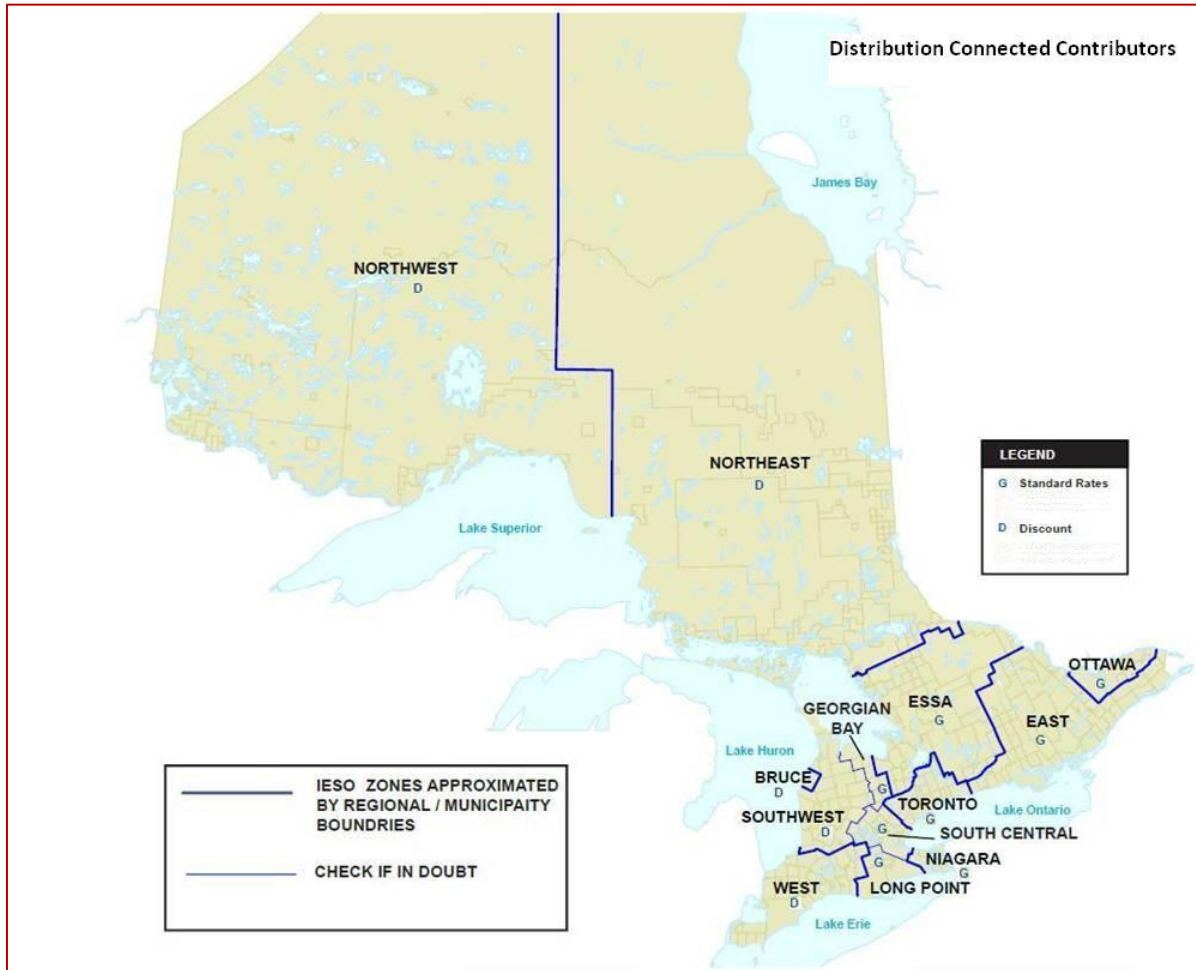 Distribution Connected Contributors
James Bay
NORTHWEST
D
NORTHEAST
D
LEGEND
G Standard Rates
D Discount
Lake Superior
OTTAWA
G
ESSA
G
EAST
G
GEORGIAN
BAY
G
Lake Huron
BRUCE
D
TORONTO
G
Lake Ontario
SOUTHWEST
D
SOUTH CENTRAL
G
NIAGARA
G
LONG POINT
G
WEST
D
Lake Erie
IESO ZONES APPROXIMATED
BY REGIONAL / MUNICIPAITY
BOUNDRIES
CHECK IF IN DOUBT